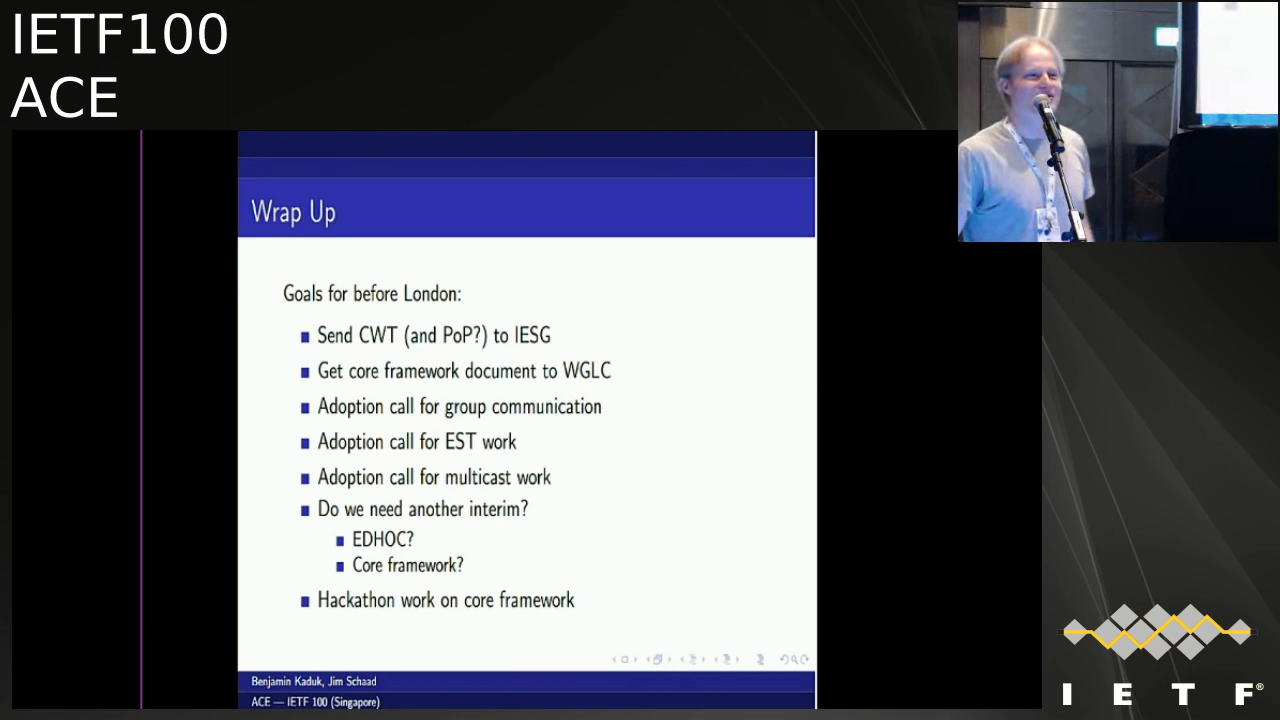 IETF100
ACE
Wrap Up
Goals for before London:
Send CWT (and PoP?) to IESG
Get core framework document to WGLC
Adoption call for group communication
Adoption call for EST work
Adoption call for multicast work
Do we need another interim?
EDHOC?
Core framework?
Hackathon work on core framework
Benjamin Kaduk, Jim Schaad
ACE — IETF 100 (Singapore)
I E T F®